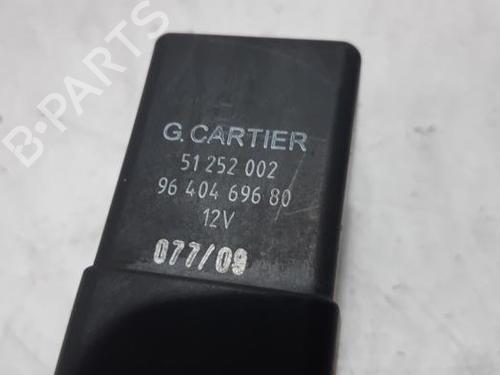 B-PARTS
G.CARTIER
51 252 002
96 404 696 80
12V
077/09